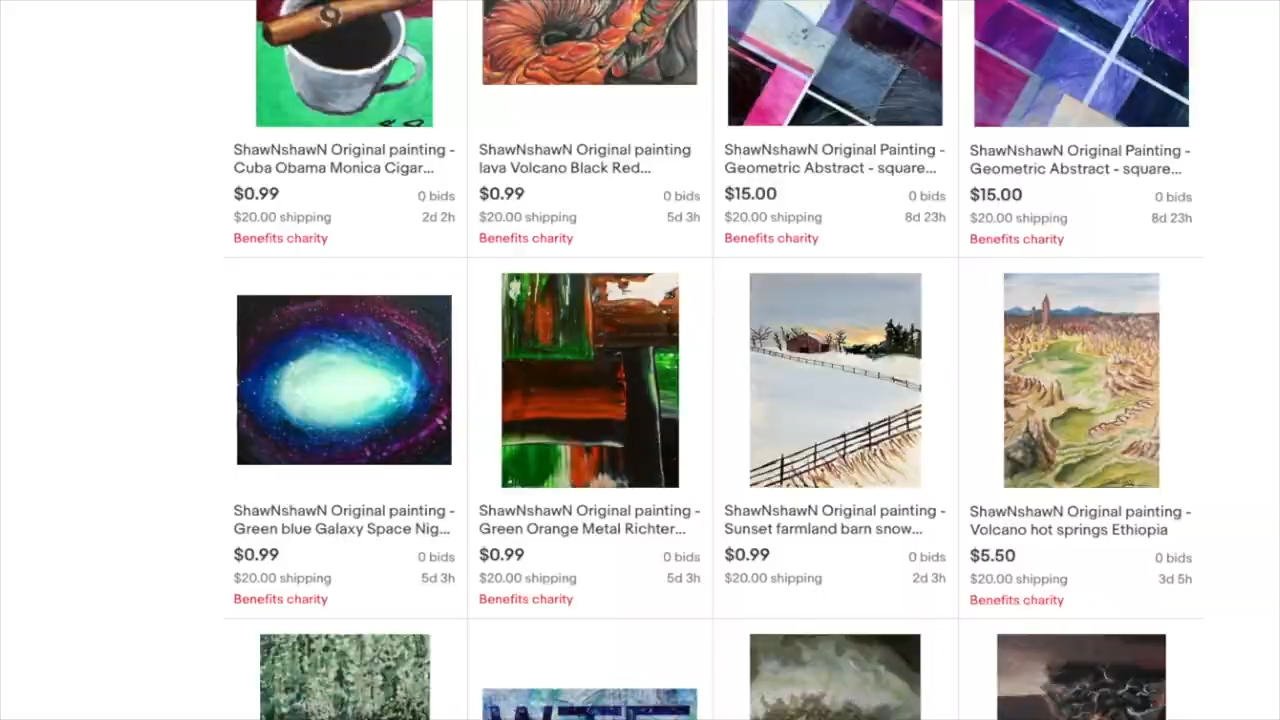 ShawNshawN Original painting -
Cuba Obama Monica Cigar...
$0.99 0 bids
$20.00 shipping 2d 2h
Benefits charity
ShawNshawN Original painting
lava Volcano Black Red...
$0.99 0 bids
$20.00 shipping 5d 3h
Benefits charity
ShawNshawN Original Painting -
Geometric Abstract - square...
$15.00 0 bids
$20.00 shipping 8d 23h
Benefits charity
ShawNshawN Original Painting -
Geometric Abstract - square...
$15.00 0 bids
$20.00 shipping 8d 23h
Benefits charity
ShawNshawN Original painting -
Green blue Galaxy Space Nig...
$0.99 0 bids
$20.00 shipping 5d 3h
Benefits charity
ShawNshawN Original painting -
Green Orange Metal Richter...
$0.99 0 bids
$20.00 shipping 5d 3h
Benefits charity
ShawNshawN Original painting -
Sunset farmland barn snow...
$0.99 0 bids
$20.00 shipping 2d 3h
ShawNshawN Original painting -
Volcano hot springs Ethiopia
$5.50 0 bids
$20.00 shipping 3d 5h
Benefits charity